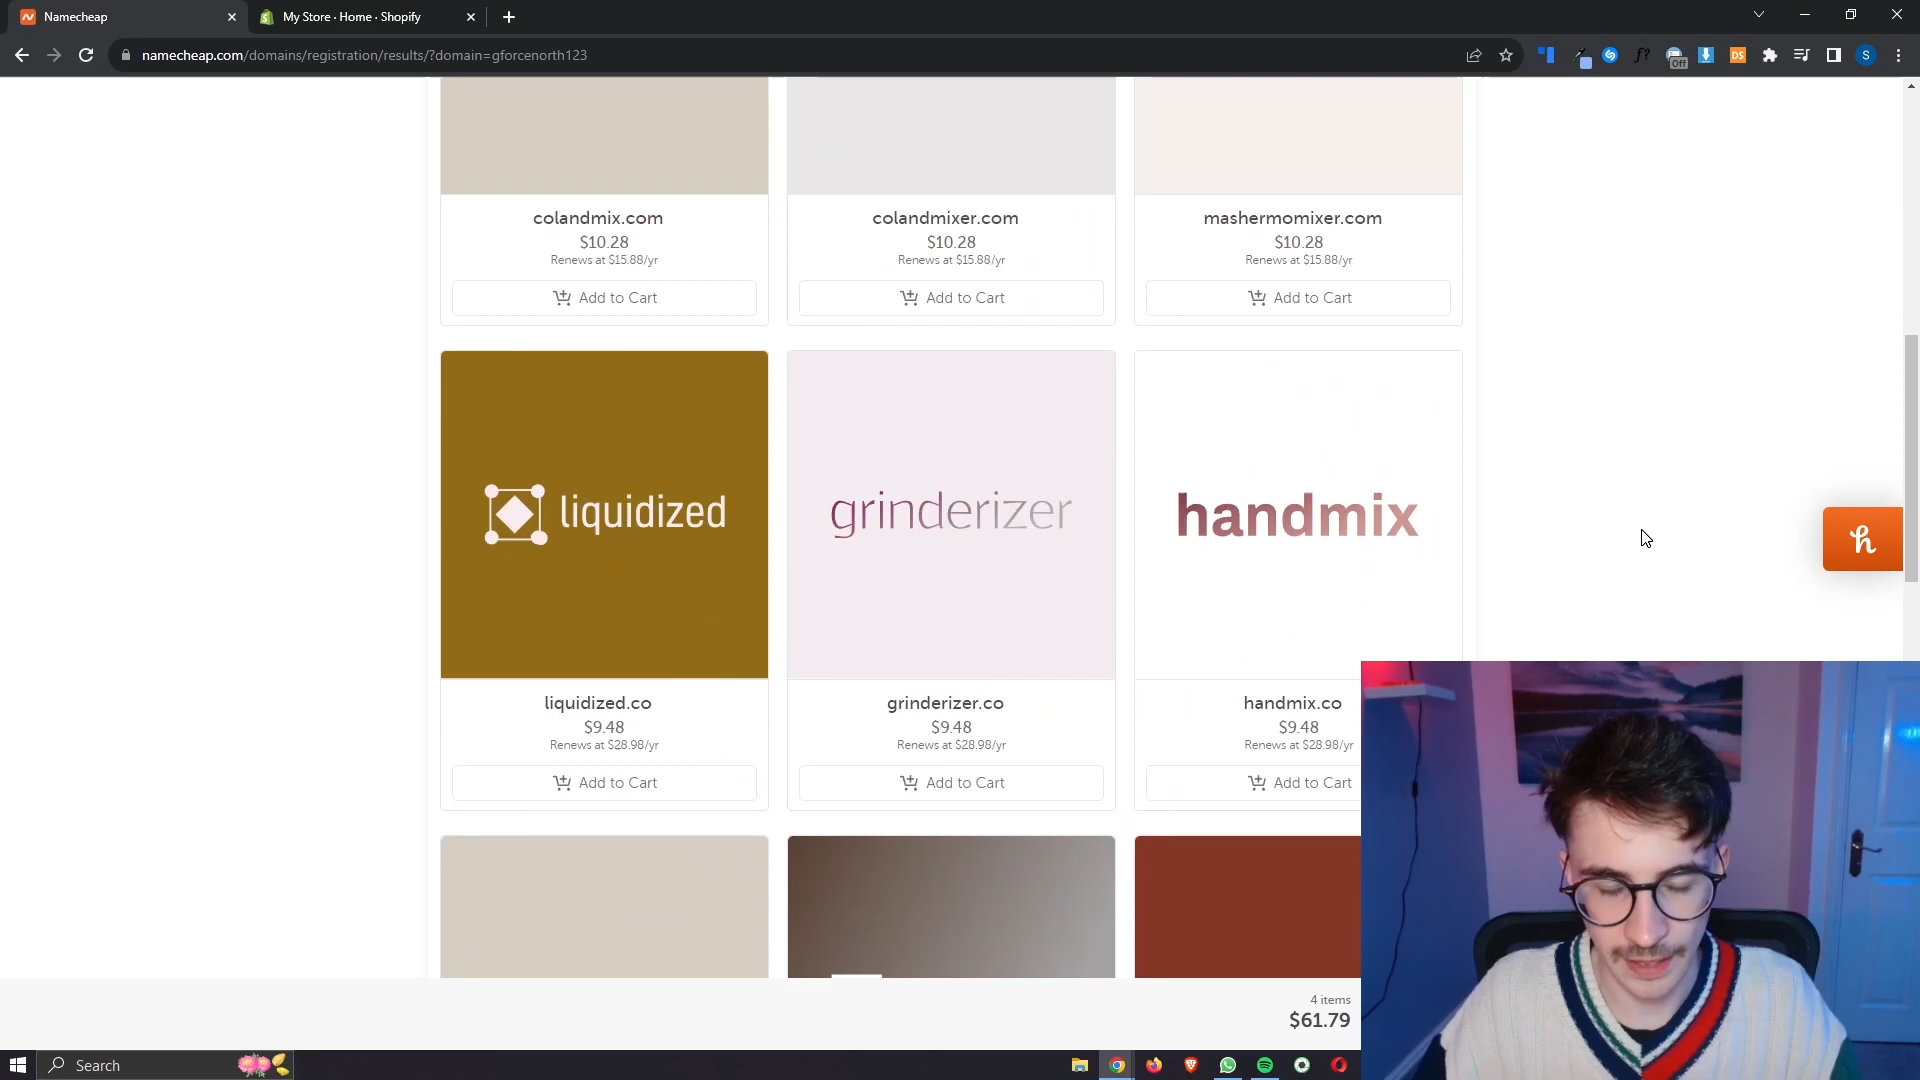 Namecheap
My Store · Home · Shopify
namecheap.com/domains/registration/results/?domain=gforcenorth123
Off
DS
S
colandmix.com
$10.28
Renews at $15.88/yr
Add to Cart
colandmixer.com
$10.28
Renews at $15.88/yr
Add to Cart
mashermomixer.com
$10.28
Renews at $15.88/yr
Add to Cart
liquidized
liquidized.co
$9.48
Renews at $28.98/yr
Add to Cart
grinderizer
grinderizer.co
$9.48
Renews at $28.98/yr
Add to Cart
handmix
handmix.co
$9.48
Renews at $28.98/yr
Add to Cart
4 items
$61.79
Search